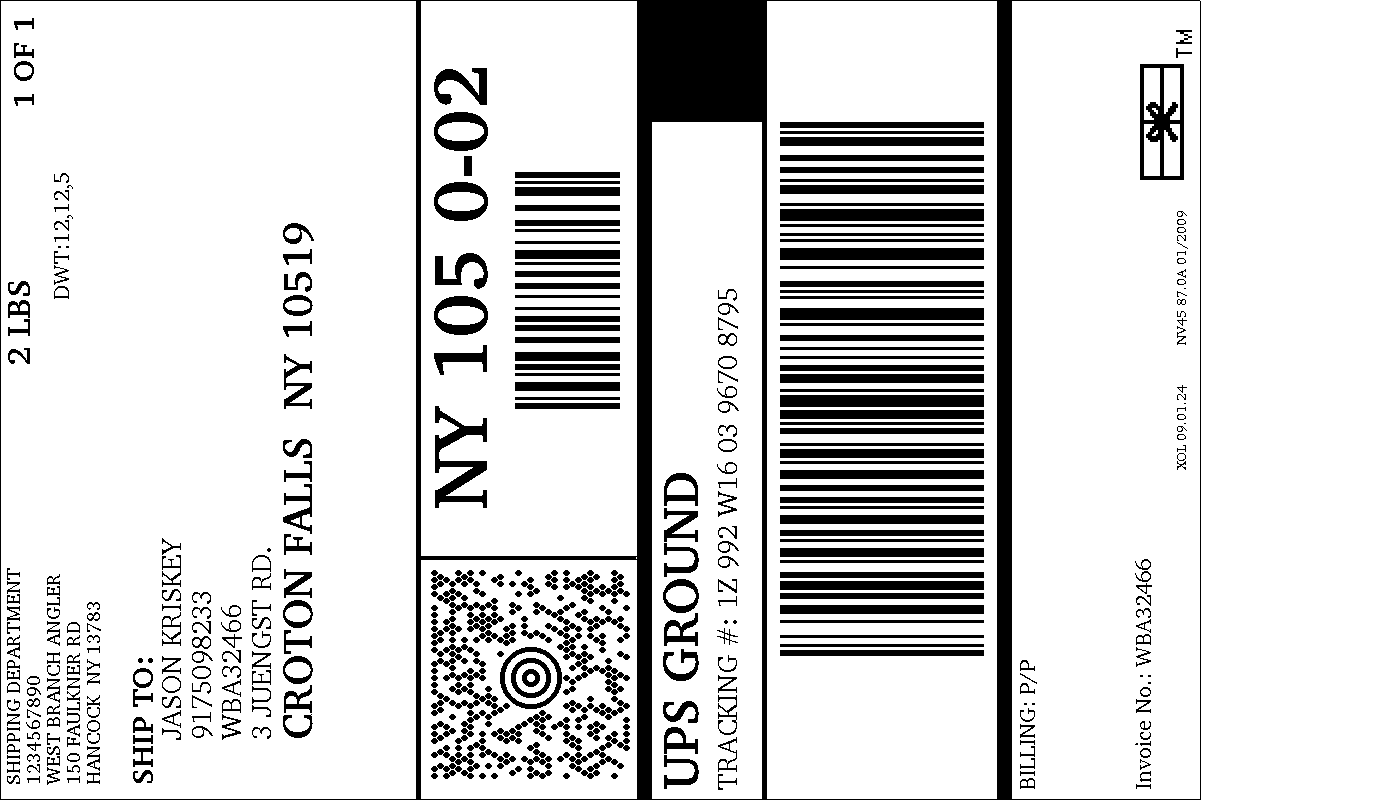 SHIPPING DEPARTMENT
1234567890
WEST BRANCH ANGLER
150 FAULKNER RD
HANCOCK NY 13783
2 LBS
1 OF 1
DWT:12,12,5
SHIP TO:
JASON KRISKEY
9175098233
WBA32466
3 JUENGST RD.
CROTON FALLS NY 10519
NY 105 0-02
UPS GROUND
TRACKING #: 1Z 992 W16 03 9670 8795
BILLING: P/P
Invoice No.: WBA32466
XOL 09.01.24 NV45 87.0A 01/2009
TM